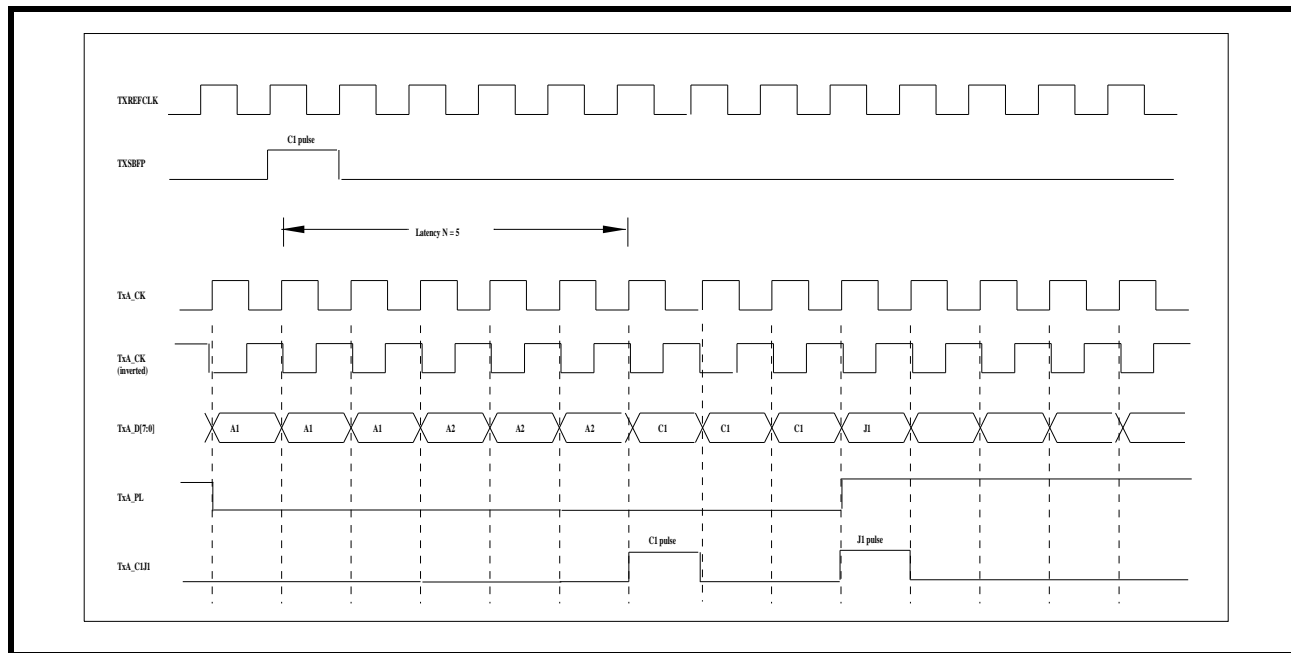 TXREFCLK
C1 pulse
TXSBFP
Latency N = 5
TxA_CK
TxA_CK
(inverted)
TxA_D[7:0] A1 A1 A1 A2 A2 A2 C1 C1 C1 J1
TxA_PL
C1 pulse J1 pulse
TxA_C1J1